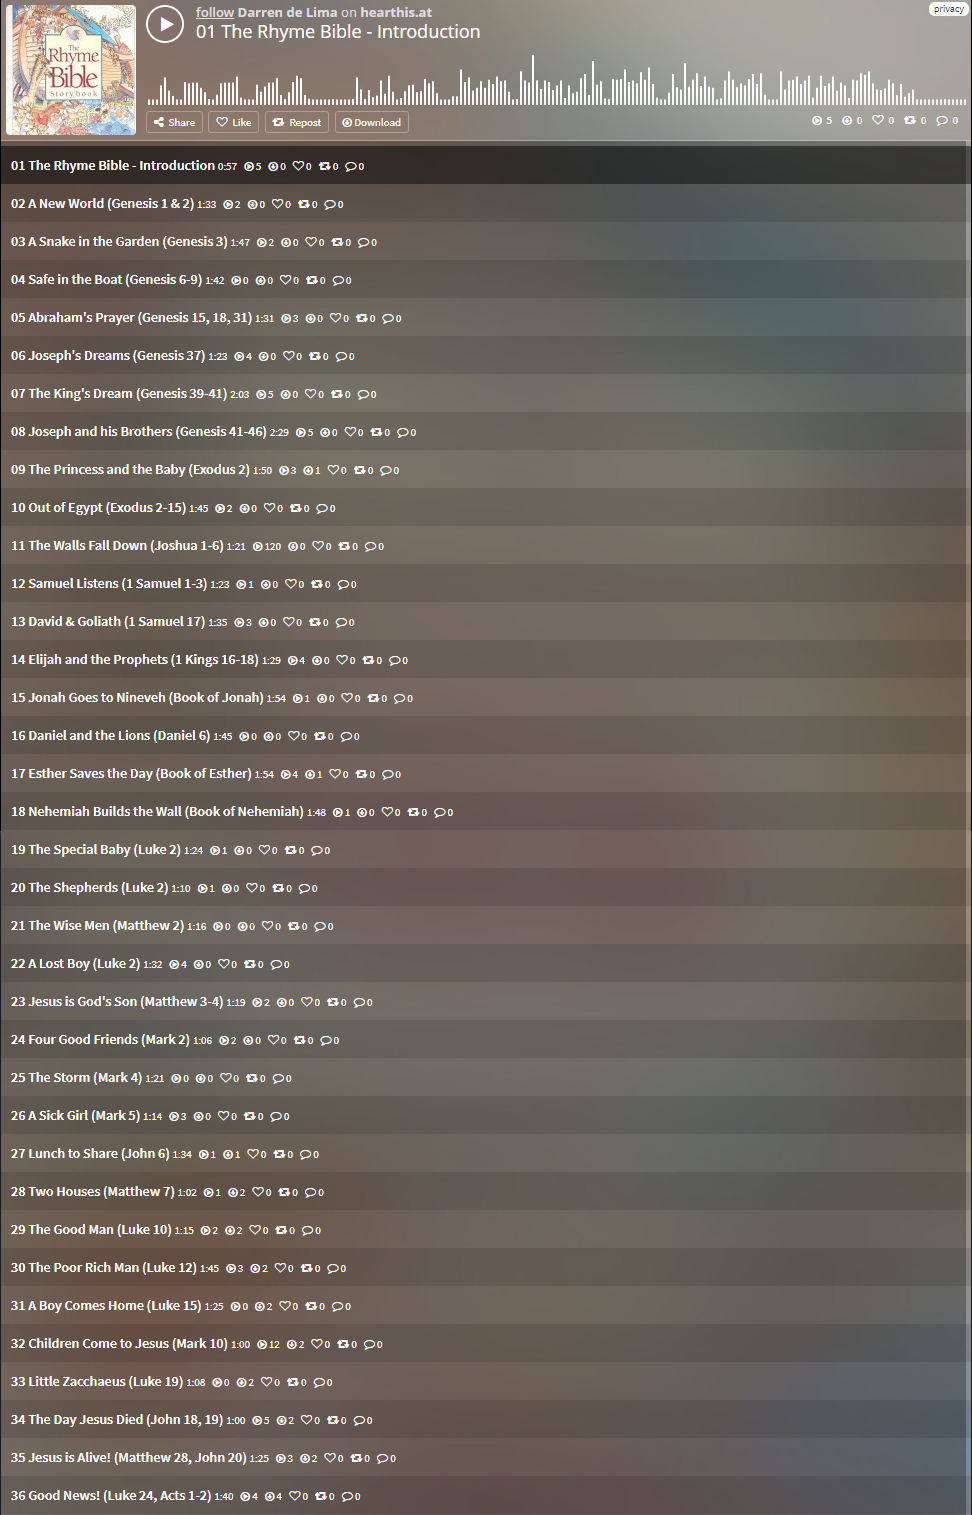 privacy
follow Darren de Lima on hearthis.at
01 The Rhyme Bible - Introduction
The
Rhyme
Bible
Storybook
Share Like Repost Download 5 0 0 0 0
01 The Rhyme Bible - Introduction 0:57 5 0 0 0 0
02 A New World (Genesis 1 & 2) 1:33 2 0 0 0 0
03 A Snake in the Garden (Genesis 3) 1:47 2 0 0 0 0
04 Safe in the Boat (Genesis 6-9) 1:42 0 0 0 0 0
05 Abraham's Prayer (Genesis 15, 18, 31) 1:31 3 0 0 0 0
06 Joseph's Dreams (Genesis 37) 1:23 4 0 0 0 0
07 The King's Dream (Genesis 39-41) 2:03 5 0 0 0 0
08 Joseph and his Brothers (Genesis 41-46) 2:29 5 0 0 0 0
09 The Princess and the Baby (Exodus 2) 1:50 3 1 0 0 0
10 Out of Egypt (Exodus 2-15) 1:45 2 0 0 0 0
11 The Walls Fall Down (Joshua 1-6) 1:21 120 0 0 0 0
12 Samuel Listens (1 Samuel 1-3) 1:23 1 0 0 0 0
13 David & Goliath (1 Samuel 17) 1:35 3 0 0 0 0
14 Elijah and the Prophets (1 Kings 16-18) 1:29 4 0 0 0 0
15 Jonah Goes to Nineveh (Book of Jonah) 1:54 1 0 0 0 0
16 Daniel and the Lions (Daniel 6) 1:45 0 0 0 0 0
17 Esther Saves the Day (Book of Esther) 1:54 4 1 0 0 0
18 Nehemiah Builds the Wall (Book of Nehemiah) 1:48 1 0 0 0 0
19 The Special Baby (Luke 2) 1:24 1 0 0 0 0
20 The Shepherds (Luke 2) 1:10 1 0 0 0 0
21 The Wise Men (Matthew 2) 1:16 0 0 0 0 0
22 A Lost Boy (Luke 2) 1:32 4 0 0 0 0
23 Jesus is God's Son (Matthew 3-4) 1:19 2 0 0 0 0
24 Four Good Friends (Mark 2) 1:06 2 0 0 0 0
25 The Storm (Mark 4) 1:21 0 0 0 0 0
26 A Sick Girl (Mark 5) 1:14 3 0 0 0 0
27 Lunch to Share (John 6) 1:34 1 1 0 0 0
28 Two Houses (Matthew 7) 1:02 1 2 0 0 0
29 The Good Man (Luke 10) 1:15 2 2 0 0 0
30 The Poor Rich Man (Luke 12) 1:45 3 2 0 0 0
31 A Boy Comes Home (Luke 15) 1:25 0 2 0 0 0
32 Children Come to Jesus (Mark 10) 1:00 12 2 0 0 0
33 Little Zacchaeus (Luke 19) 1:08 0 2 0 0 0
34 The Day Jesus Died (John 18, 19) 1:00 5 2 0 0 0
35 Jesus is Alive! (Matthew 28, John 20) 1:25 3 2 0 0 0
36 Good News! (Luke 24, Acts 1-2) 1:40 4 4 0 0 0